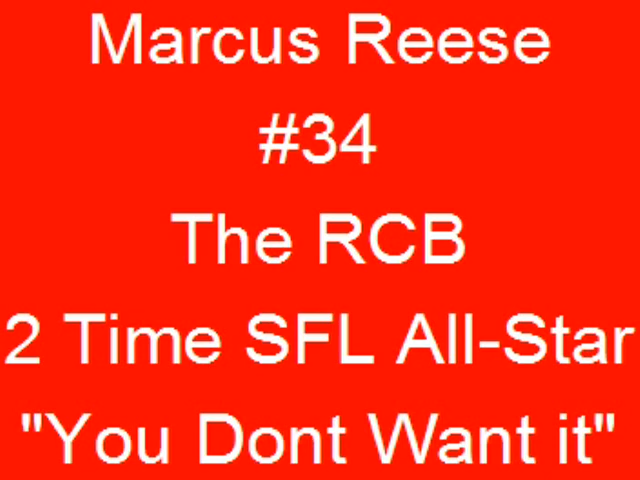 Marcus Reese
#34
The RCB
2 Time SFL All-Star
"You Dont Want it"